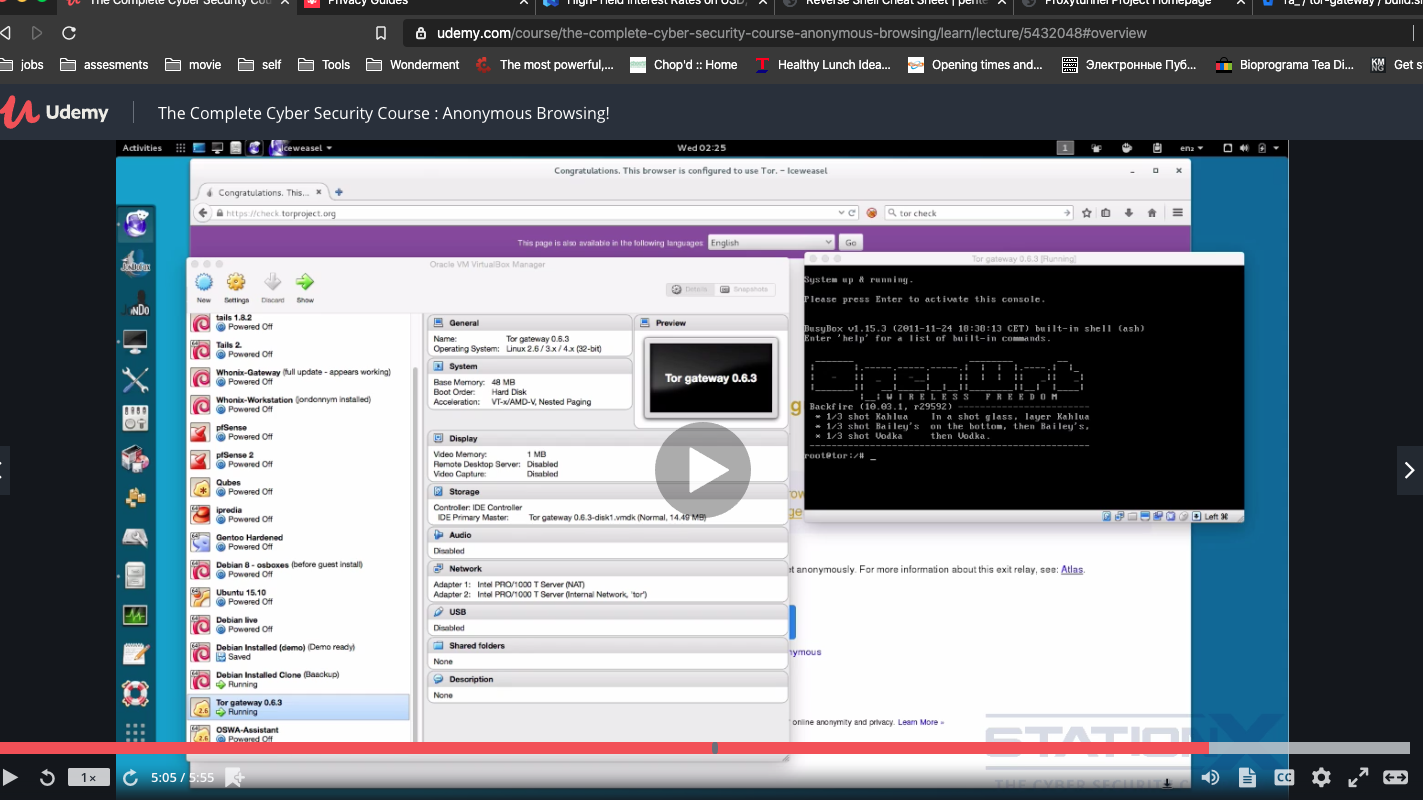 The Complete Cyber Security Cou
Privacy Guides
High-Yield Interest Rates on USD,
Reverse Shell Cheat Sheet | pente
Proxytunnel Project Homepage
Ta_ / tor-gateway / build.sh
udemy.com/course/the-complete-cyber-security-course-anonymous-browsing/learn/lecture/5432048#overview
jobs assesments movie self Tools Wonderment The most powerful,... Chop'd :: Home Healthy Lunch Idea... Opening times and... Электронные Пуб... Bioprograma Tea Di... Get s
Udemy The Complete Cyber Security Course : Anonymous Browsing!
Activities Iceweasel Wed 02:25 1 en₂
Congratulations. This browser is configured to use Tor. - Iceweasel
Congratulations. This...
https://check.torproject.org tor check
This page is also available in the following languages English Go
Oracle VM VirtualBox Manager
New Settings Discard Show Details Snapshots
tails 1.8.2
Powered Off
Tails 2.
Powered Off
Whonix-Gateway (full update - appears working)
Powered Off
Whonix-Workstation (jordonnym installed)
Powered Off
pfSense
Powered Off
pfSense 2
Powered Off
Qubes
Powered Off
ipredia
Powered Off
Gentoo Hardened
Powered Off
Debian 8 - osboxes (before guest install)
Powered Off
Ubuntu 15.10
Powered Off
Debian live
Powered Off
Debian Installed (demo) (Demo ready)
Saved
Debian Installed Clone (Baackup)
Running
Tor gateway 0.6.3
Running
OSWA-Assistant
Powered Off
General
Name: Tor gateway 0.6.3
Operating System: Linux 2.6 / 3.x / 4.x (32-bit)
System
Base Memory: 48 MB
Boot Order: Hard Disk
Acceleration: VT-x/AMD-V, Nested Paging
Preview
Tor gateway 0.6.3
Display
Video Memory: 1 MB
Remote Desktop Server: Disabled
Video Capture: Disabled
Storage
Controller: IDE Controller
IDE Primary Master: Tor gateway 0.6.3-disk1.vmdk (Normal, 14.49 MB)
Audio
Disabled
Network
Adapter 1: Intel PRO/1000 T Server (NAT)
Adapter 2: Intel PRO/1000 T Server (Internal Network, 'tor')
USB
Disabled
Shared folders
None
Description
None
Tor gateway 0.6.3 [Running]
System up & running.
Please press Enter to activate this console.
BusyBox v1.15.3 (2011-11-24 18:38:13 CET) built-in shell (ash)
Enter 'help' for a list of built-in commands.
W I R E L E S S   F R E E D O M
Backfire (10.03.1, r29592)
* 1/3 shot Kahlua In a shot glass, layer Kahlua
* 1/3 shot Bailey's on the bottom, then Bailey's,
* 1/3 shot Vodka then Vodka.
root@tor:/# _
Left ⌘
et anonymously. For more information about this exit relay, see: Atlas.
nymous
online anonymity and privacy. Learn More »
STATIONX
THE CYBER SECURITY
1× 5:05 / 5:55 CC